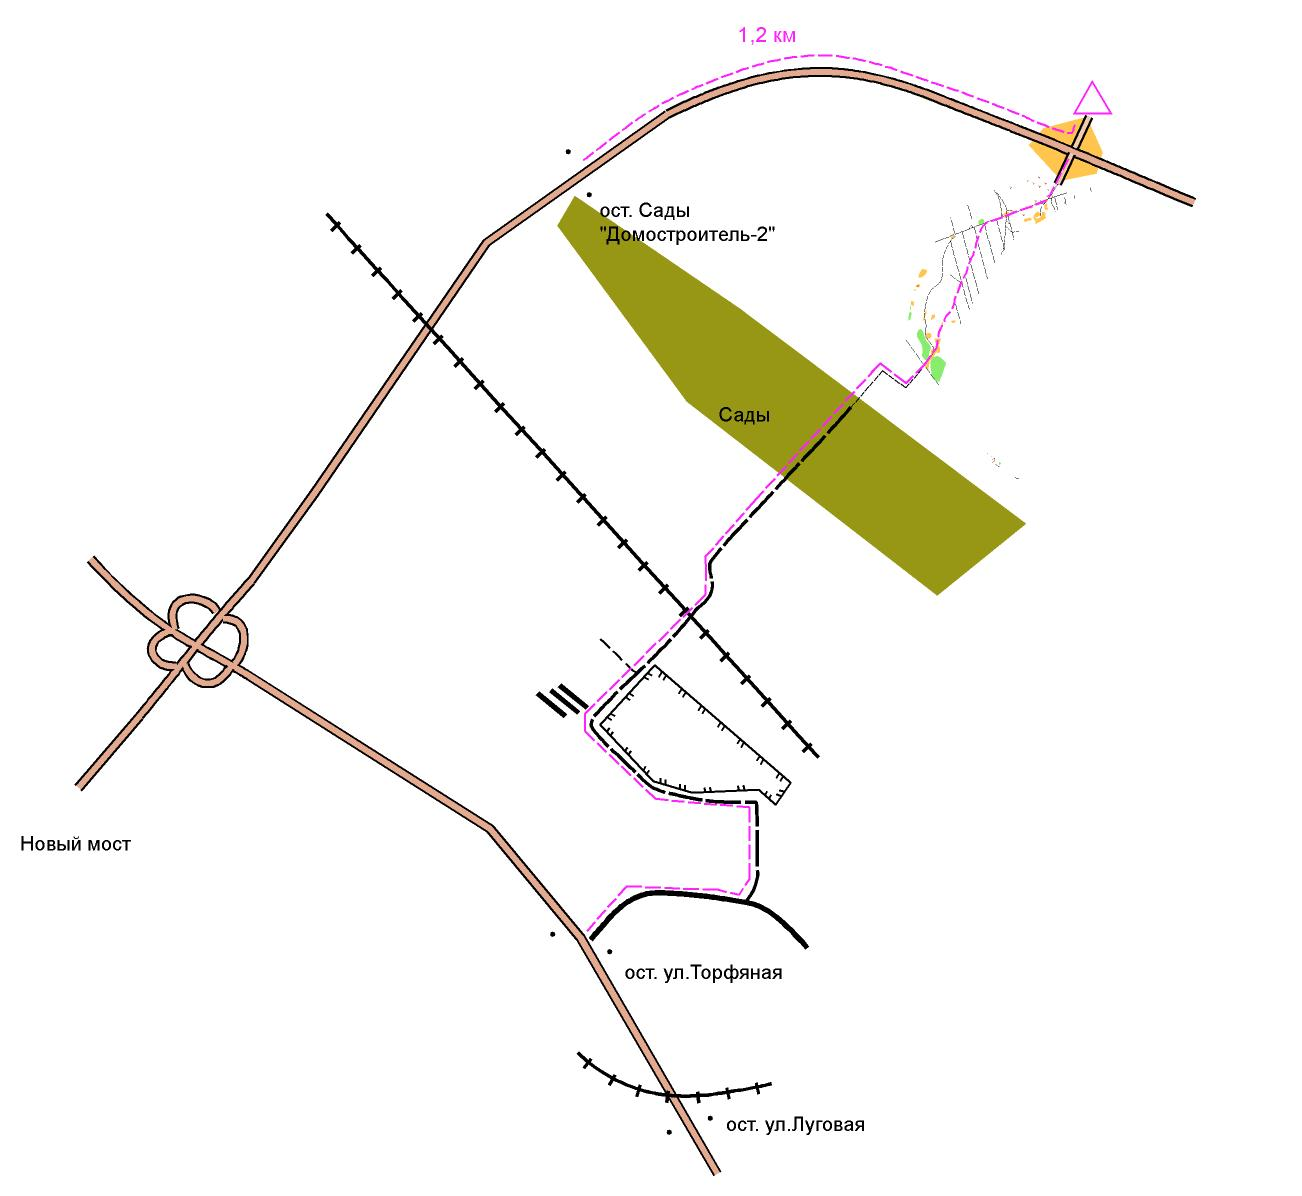 1,2 км
ост. Сады
"Домостроитель-2"
Сады
Новый мост
ост. ул.Торфяная
ост. ул.Луговая